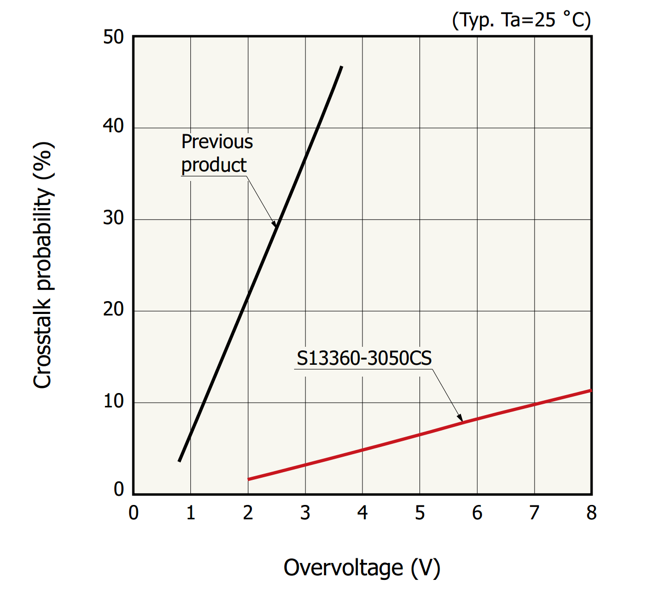 (Typ. Ta=25 ˚C)
Crosstalk probability (%)
50
40
30
20
10
0
Previous
product
S13360-3050CS
0 1 2 3 4 5 6 7 8
Overvoltage (V)